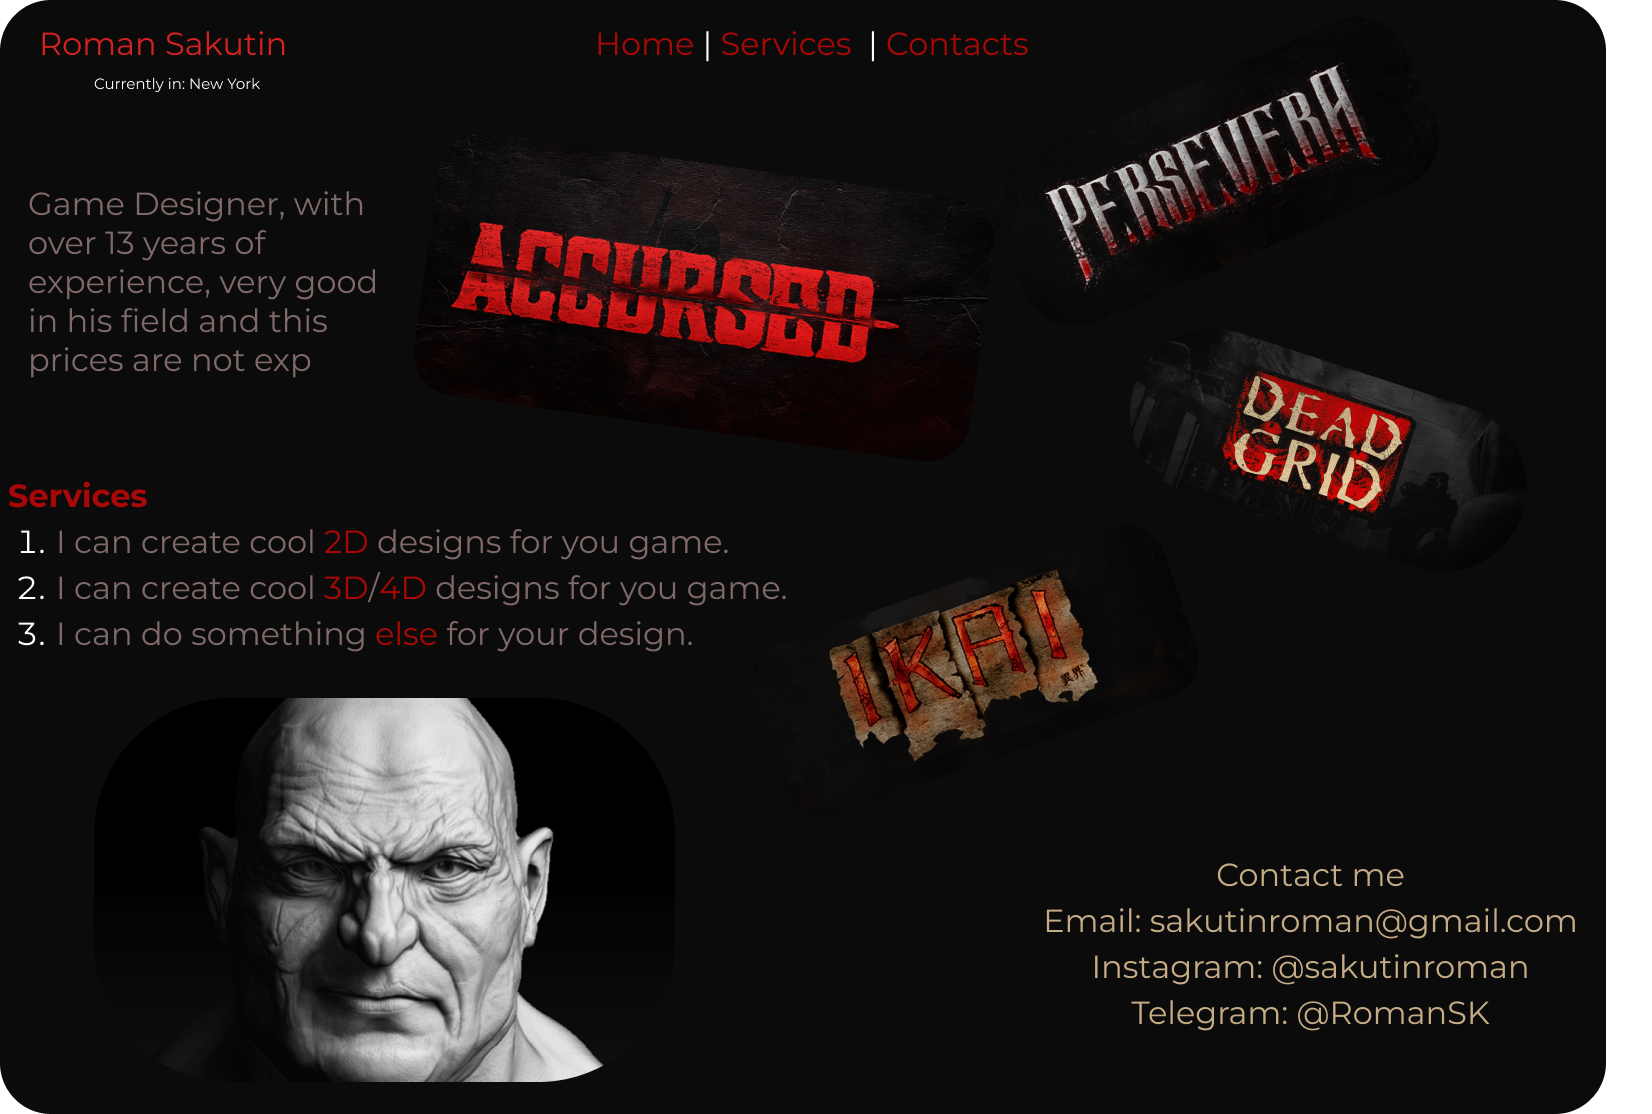 Roman Sakutin
Currently in: New York
Home | Services | Contacts
Game Designer, with
over 13 years of
experience, very good
in his field and this
prices are not exp
ACCURSED
PERSEVERA
DEAD
GRID
Services
1. I can create cool 2D designs for you game.
2. I can create cool 3D/4D designs for you game.
3. I can do something else for your design.
IKAI
異界
Contact me
Email: sakutinroman@gmail.com
Instagram: @sakutinroman
Telegram: @RomanSK